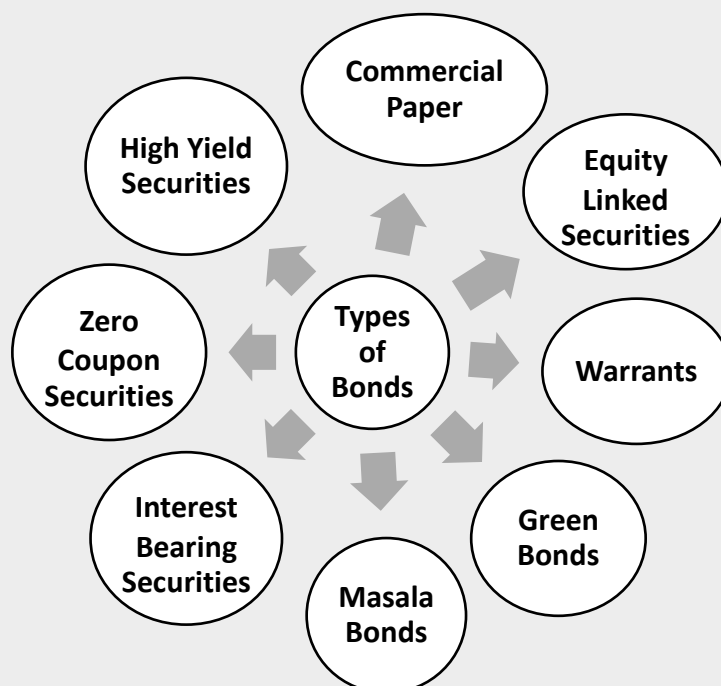 Commercial
Paper
High Yield
Securities
Equity
Linked
Securities
Zero
Coupon
Securities
Types
of
Bonds
Warrants
Interest
Bearing
Securities
Green
Bonds
Masala
Bonds